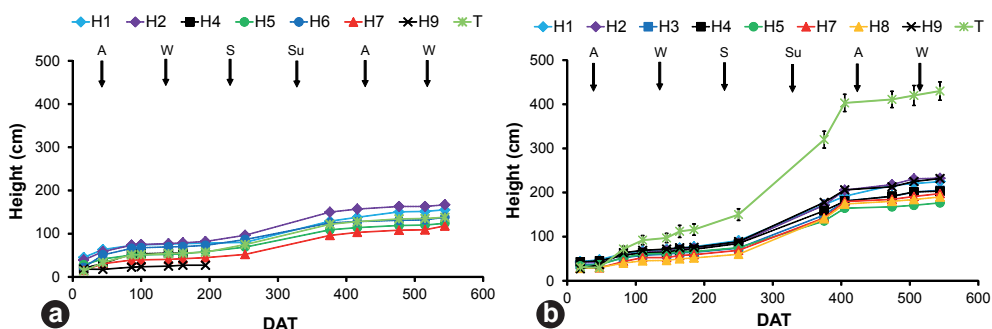 H1 H2 H4 H5 H6 H7 H9 T
A W S Su A W
500
400
300
200
100
0
0 100 200 300 400 500 600
Height (cm)
DAT
a
H1 H2 H3 H4 H5 H7 H8 H9 T
A W S Su A W
500
400
300
200
100
0
0 100 200 300 400 500 600
Height (cm)
DAT
b